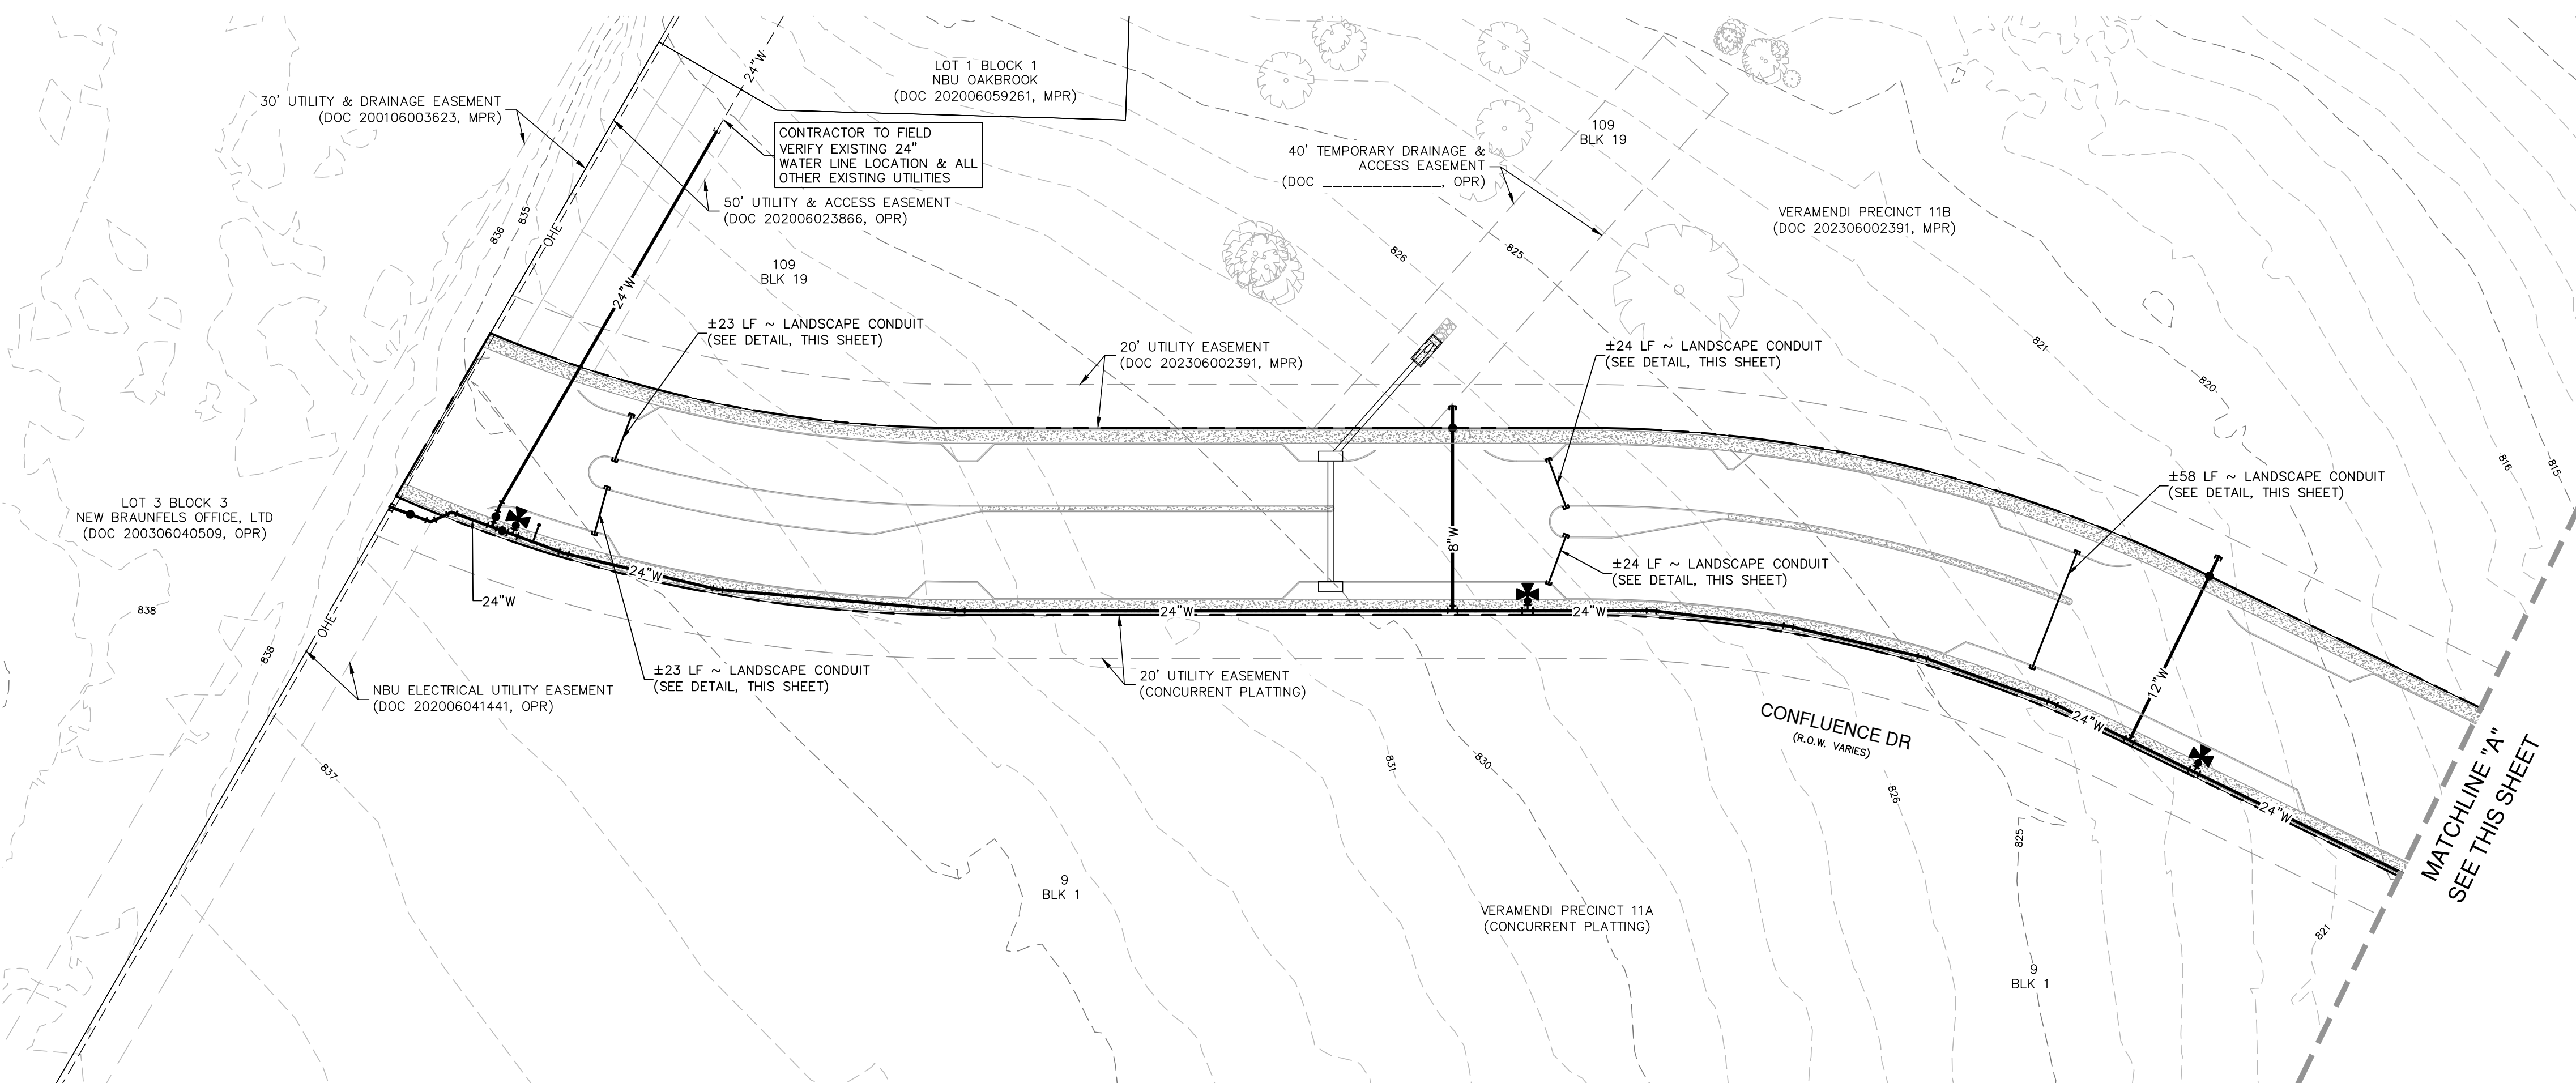 24"W
LOT 1 BLOCK 1
NBU OAKBROOK
(DOC 202006059261, MPR)
30' UTILITY & DRAINAGE EASEMENT
(DOC 200106003623, MPR)
CONTRACTOR TO FIELD
VERIFY EXISTING 24"
WATER LINE LOCATION & ALL
OTHER EXISTING UTILITIES
109
BLK 19
40' TEMPORARY DRAINAGE &
ACCESS EASEMENT
(DOC ____________, OPR)
50' UTILITY & ACCESS EASEMENT
(DOC 202006023866, OPR)
VERAMENDI PRECINCT 11B
(DOC 202306002391, MPR)
835
836
OHE
826
825
109
BLK 19
24"W
±23 LF ~ LANDSCAPE CONDUIT
(SEE DETAIL, THIS SHEET)
20' UTILITY EASEMENT
(DOC 202306002391, MPR)
±24 LF ~ LANDSCAPE CONDUIT
(SEE DETAIL, THIS SHEET)
821
820
816
815
±58 LF ~ LANDSCAPE CONDUIT
(SEE DETAIL, THIS SHEET)
LOT 3 BLOCK 3
NEW BRAUNFELS OFFICE, LTD
(DOC 200306040509, OPR)
8"W
24"W
±24 LF ~ LANDSCAPE CONDUIT
(SEE DETAIL, THIS SHEET)
24"W
838
OHE
24"W
24"W
838
±23 LF ~ LANDSCAPE CONDUIT
(SEE DETAIL, THIS SHEET)
20' UTILITY EASEMENT
(CONCURRENT PLATTING)
NBU ELECTRICAL UTILITY EASEMENT
(DOC 202006041441, OPR)
12"W
24"W
CONFLUENCE DR
(R.O.W. VARIES)
837
831
830
826
825
24"W
MATCHLINE "A"
SEE THIS SHEET
9
BLK 1
VERAMENDI PRECINCT 11A
(CONCURRENT PLATTING)
821
9
BLK 1